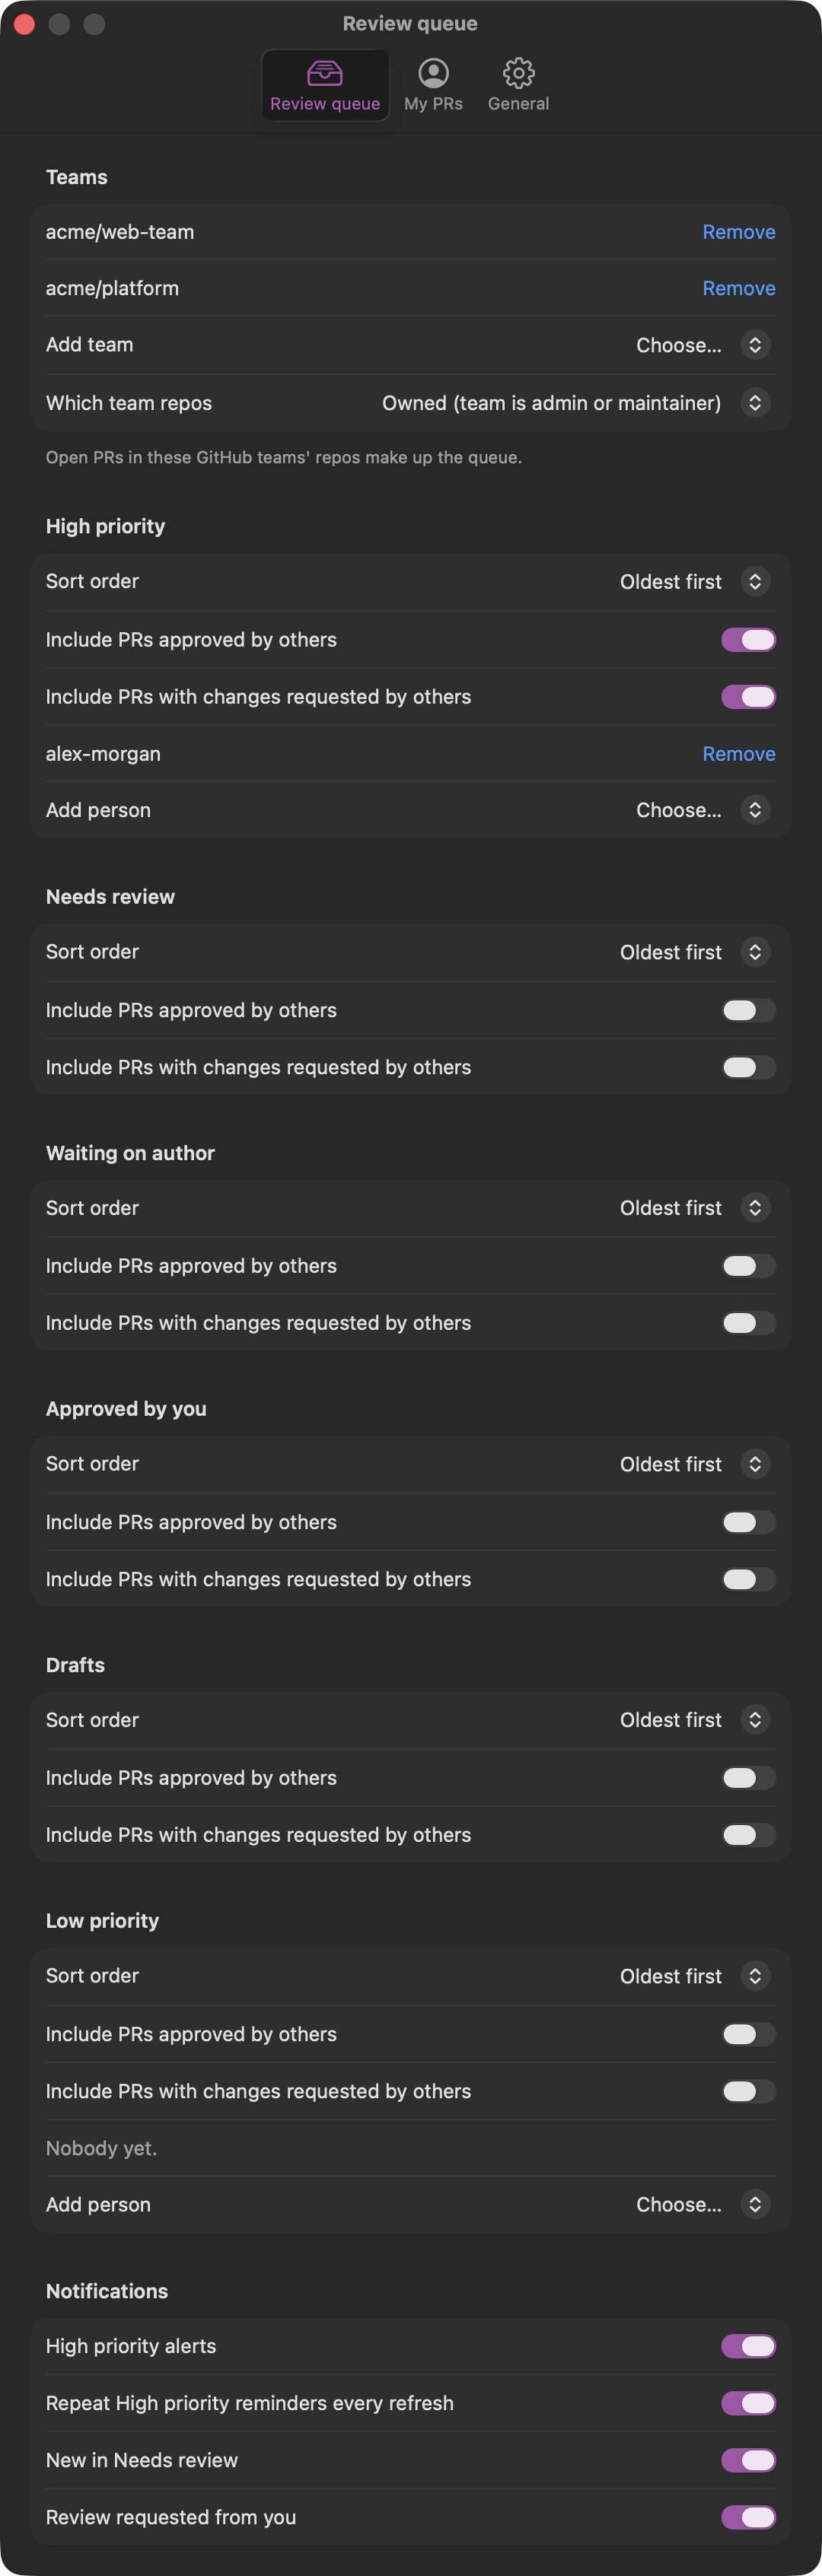 Review queue
Review queue My PRs General
Teams
acme/web-team Remove
acme/platform Remove
Add team Choose...
Which team repos Owned (team is admin or maintainer)
Open PRs in these GitHub teams' repos make up the queue.
High priority
Sort order Oldest first
Include PRs approved by others
Include PRs with changes requested by others
alex-morgan Remove
Add person Choose...
Needs review
Sort order Oldest first
Include PRs approved by others
Include PRs with changes requested by others
Waiting on author
Sort order Oldest first
Include PRs approved by others
Include PRs with changes requested by others
Approved by you
Sort order Oldest first
Include PRs approved by others
Include PRs with changes requested by others
Drafts
Sort order Oldest first
Include PRs approved by others
Include PRs with changes requested by others
Low priority
Sort order Oldest first
Include PRs approved by others
Include PRs with changes requested by others
Nobody yet.
Add person Choose...
Notifications
High priority alerts
Repeat High priority reminders every refresh
New in Needs review
Review requested from you